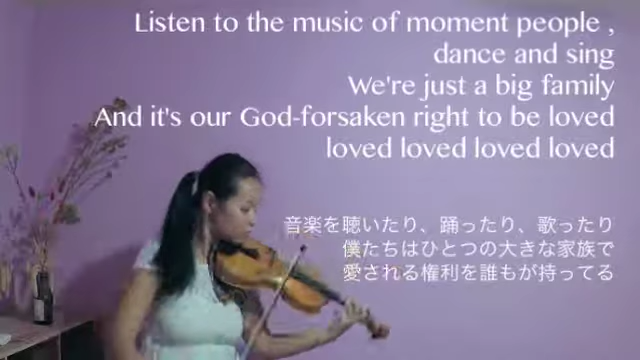 Listen to the music of moment people ,
dance and sing
We're just a big family
And it's our God-forsaken right to be loved
loved loved loved loved
音楽を聴いたり、踊ったり、歌ったり
僕たちはひとつの大きな家族で
愛される権利を誰もが持ってる